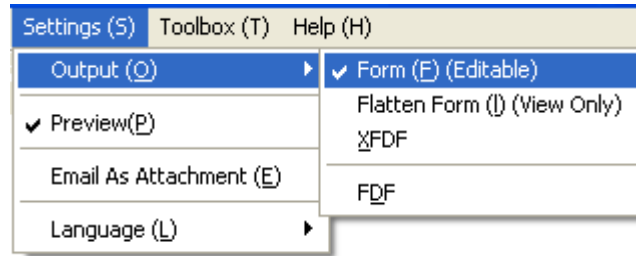 Settings (S) Toolbox (T) Help (H)
Output (O)
Preview(P)
Email As Attachment (E)
Language (L)
Form (F) (Editable)
Flatten Form (I) (View Only)
XFDF
FDF